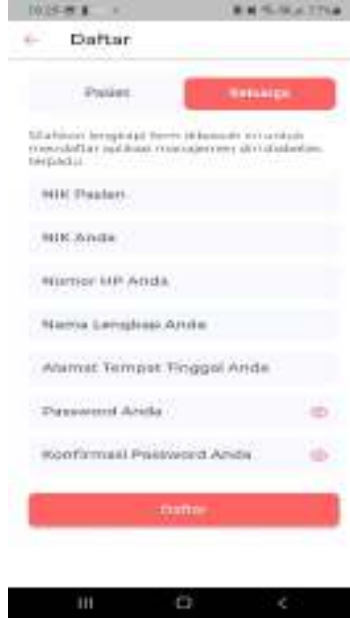 Daftar
Pasien
Keluarga
Silahkan lengkapi form dibawah ini untuk
mendaftar aplikasi manajemen diri diabetes
terpadu
NIK Pasien
NIK Anda
Nomor HP Anda
Nama Lengkap Anda
Alamat Tempat Tinggal Anda
Password Anda
Konfirmasi Password Anda
Daftar